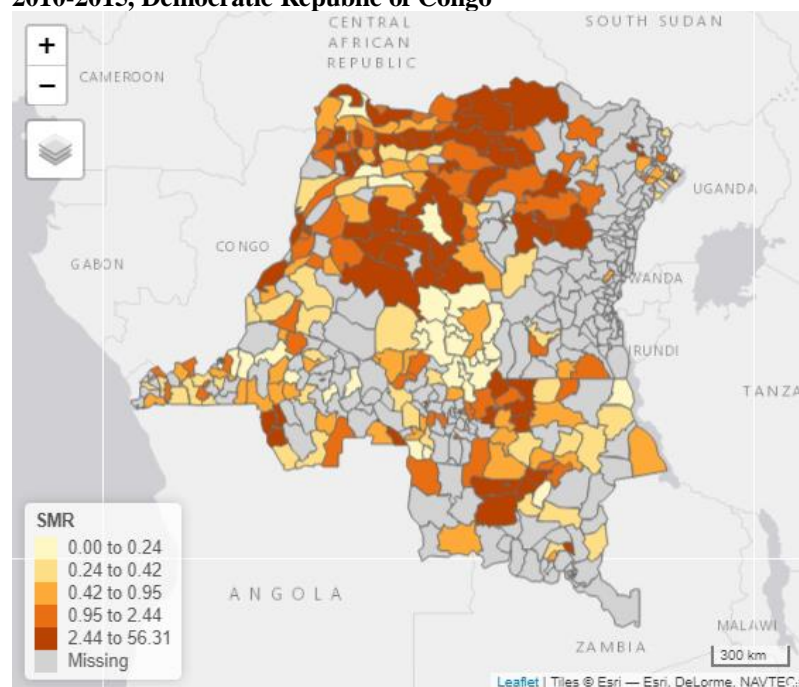 2010-2015, Democratic Republic of Congo
SOUTH SUDAN
CENTRAL
AFRICAN
REPUBLIC
+
−
CAMEROON
UGANDA
CONGO
GABON
WANDA
URUNDI
TANZA
SMR
0.00 to 0.24
0.24 to 0.42
0.42 to 0.95
0.95 to 2.44
2.44 to 56.31
Missing
ANGOLA
MALAWI
ZAMBIA
300 km
Leaflet | Tiles © Esri — Esri, DeLorme, NAVTEC,